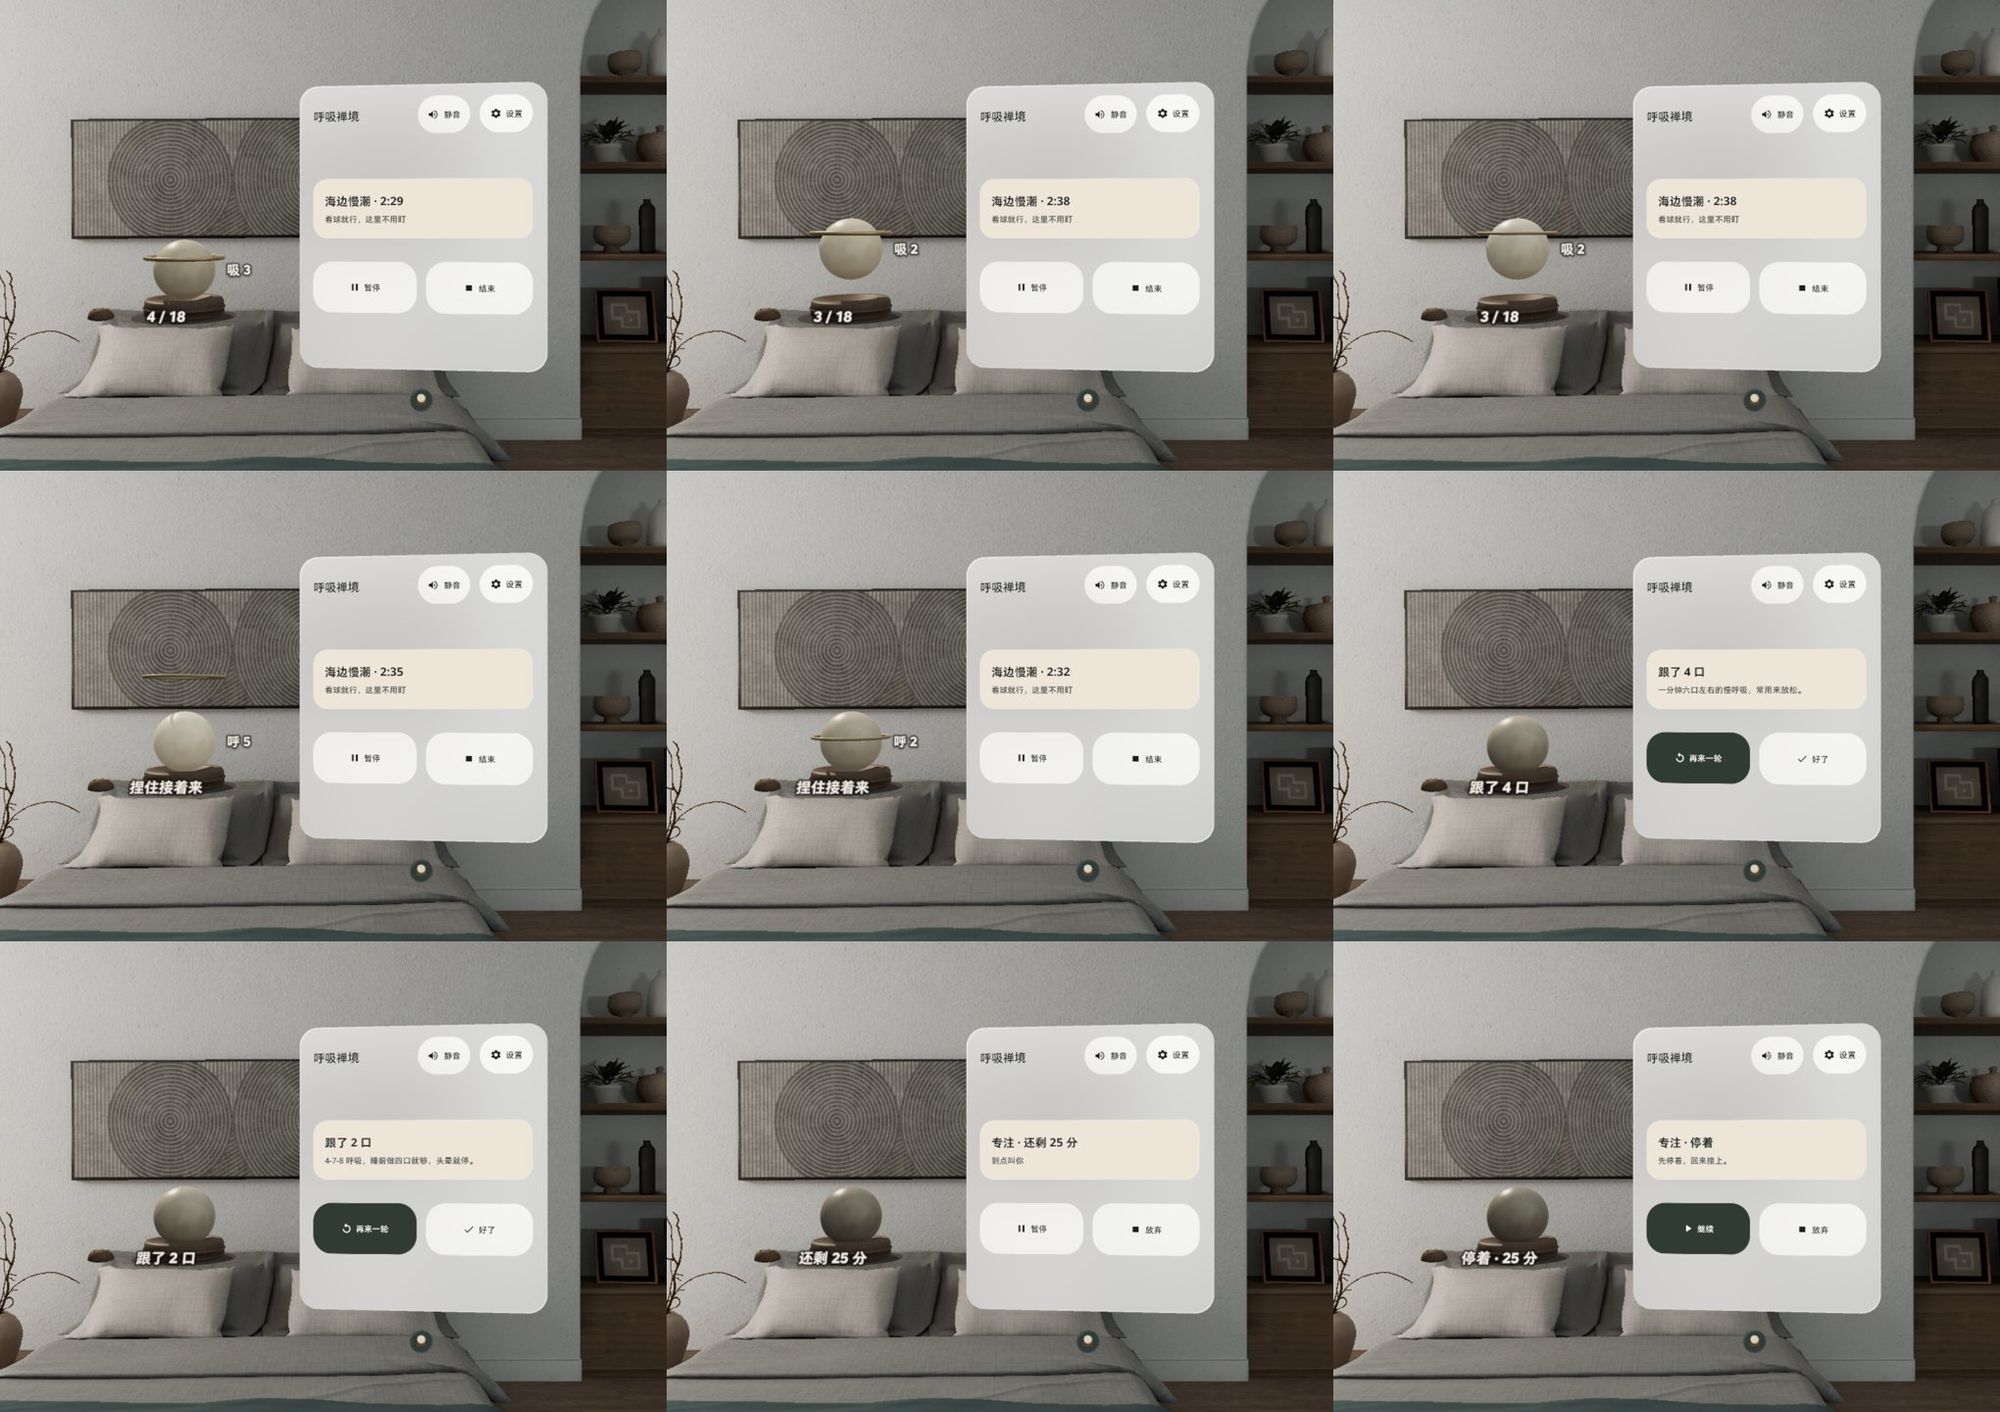 呼吸禅境
静音
设置
海边慢潮 · 2:29
看球就行，这里不用盯
吸 3
暂停
结束
4 / 18
呼吸禅境
静音
设置
海边慢潮 · 2:38
看球就行，这里不用盯
吸 2
暂停
结束
3 / 18
呼吸禅境
静音
设置
海边慢潮 · 2:38
看球就行，这里不用盯
吸 2
暂停
结束
3 / 18
呼吸禅境
静音
设置
海边慢潮 · 2:35
看球就行，这里不用盯
呼 5
暂停
结束
捏住接着来
呼吸禅境
静音
设置
海边慢潮 · 2:32
看球就行，这里不用盯
呼 2
暂停
结束
捏住接着来
呼吸禅境
静音
设置
跟了 4 口
一分钟六口左右的慢呼吸，常用来放松。
再来一轮
好了
跟了 4 口
呼吸禅境
静音
设置
跟了 2 口
4-7-8 呼吸，睡前做四口就够，头晕就停。
再来一轮
好了
跟了 2 口
呼吸禅境
静音
设置
专注 · 还剩 25 分
到点叫你
暂停
放弃
还剩 25 分
呼吸禅境
静音
设置
专注 · 停着
先停着，回来接上。
继续
放弃
停着 · 25 分